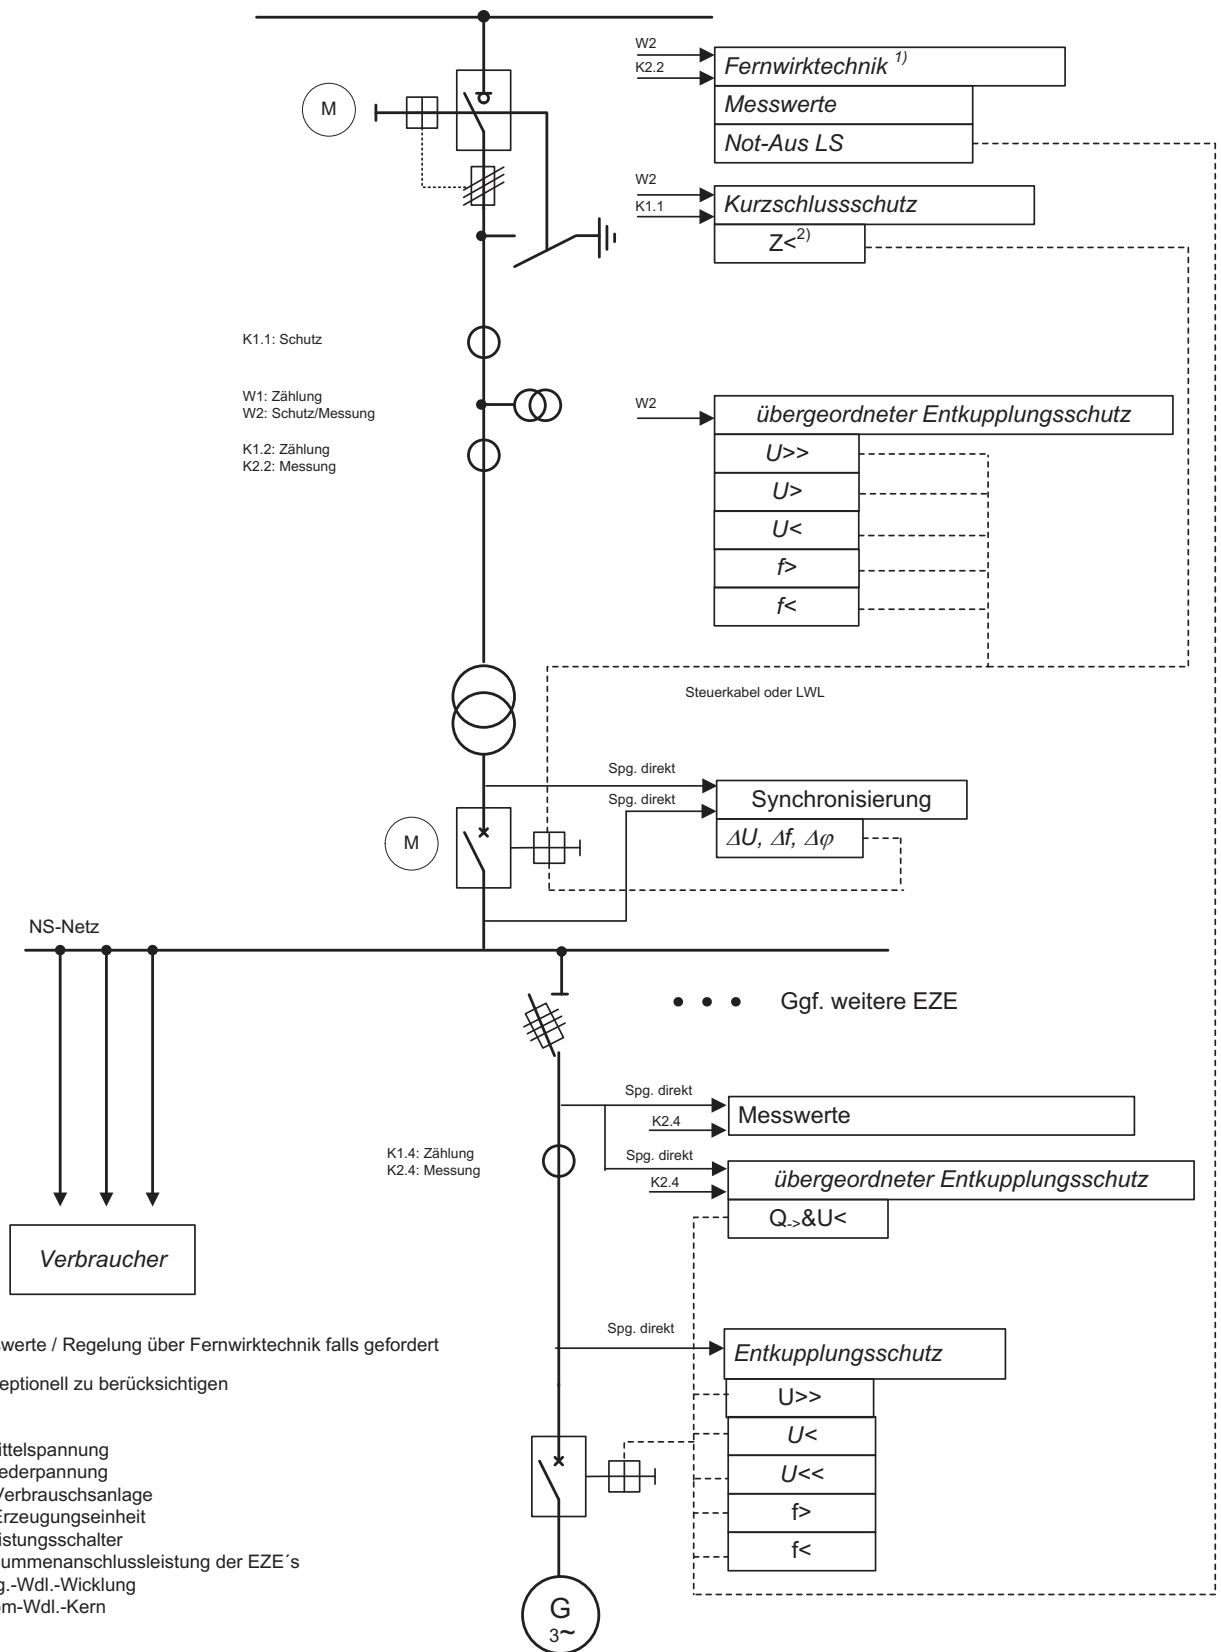 W2
K2.2
Fernwirktechnik 1)
Messwerte
Not-Aus LS
M
W2
K1.1
Kurzschlussschutz
Z<2)
K1.1: Schutz
W1: Zählung
W2: Schutz/Messung
K1.2: Zählung
K2.2: Messung
W2
übergeordneter Entkupplungsschutz
U>>
U>
U<
f>
f<
Steuerkabel oder LWL
Spg. direkt
Spg. direkt
Synchronisierung
ΔU, Δf, Δφ
M
NS-Netz
Ggf. weitere EZE
Spg. direkt
K2.4
Messwerte
K1.4: Zählung
K2.4: Messung
Spg. direkt
K2.4
übergeordneter Entkupplungsschutz
Q->&U<
Verbraucher
Spg. direkt
Entkupplungsschutz
U>>
U<
U<<
f>
f<
swerte / Regelung über Fernwirktechnik falls gefordert
eptionell zu berücksichtigen
ittelspannung
iederpannung
Verbrauschsanlage
Erzeugungseinheit
istungsschalter
ummenanschlussleistung der EZE´s
g.-Wdl.-Wicklung
om-Wdl.-Kern
G
3~